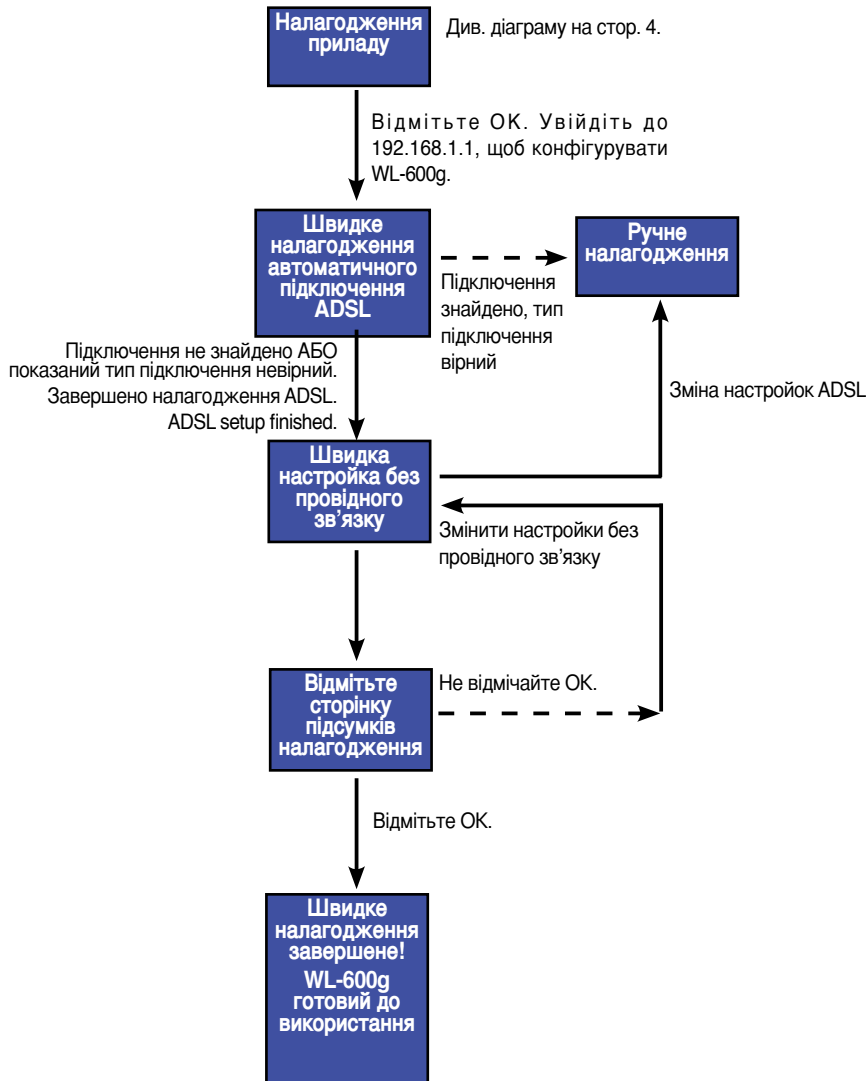 Налагодження
приладу
Див. діаграму на стор. 4.
Відмітьте ОК. Увійдіть до
192.168.1.1, щоб конфігурувати
WL-600g.
Швидке
налагодження
автоматичного
підключення
ADSL
Ручне
налагодження
Підключення
знайдено, тип
підключення
вірний
Підключення не знайдено АБО
показаний тип підключення невірний.
Завершено налагодження ADSL.
ADSL setup finished.
Зміна настройок ADSL
Швидка
настройка без
провідного
зв'язку
Змінити настройки без
провідного зв'язку
Відмітьте
сторінку
підсумків
налагодження
Не відмічайте ОК.
Відмітьте ОК.
Швидке
налагодження
завершене!
WL-600g
готовий до
використання